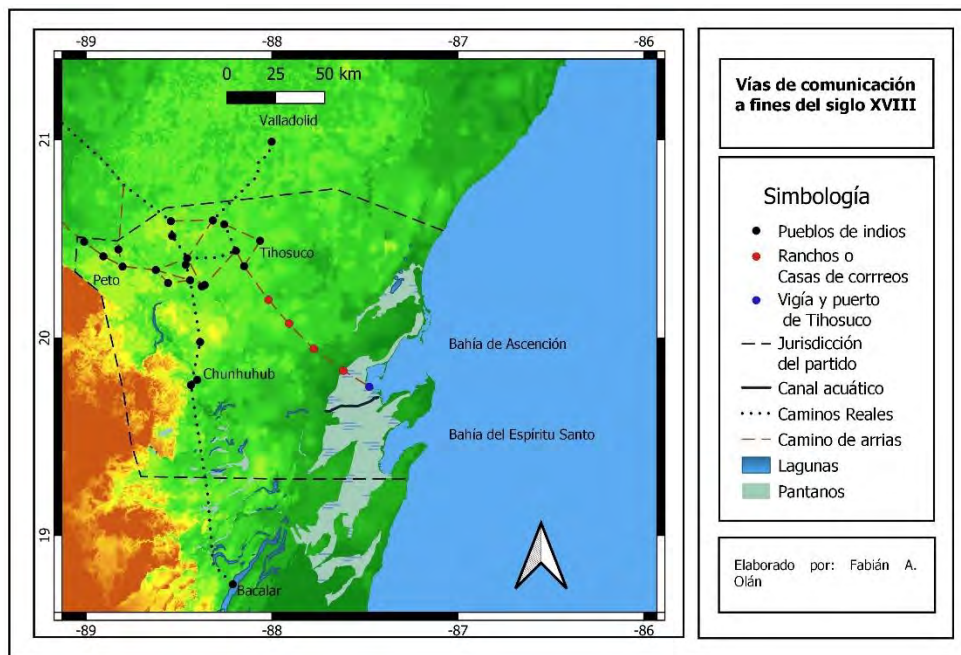 -89
-88
-87
0 25 50 km
Valladolid
21
Tihosuco
Peto
20
Bahía de Ascención
Chunhuhub
Bahía del Espíritu Santo
19
Bacalar
-89
-88
-87
Vías de comunicación
a fines del siglo XVIII
Simbología
Pueblos de indios
Ranchos o
Casas de corrreos
Vigía y puerto
de Tihosuco
Jurisdicción
del partido
Canal acuático
Caminos Reales
Camino de arrias
Lagunas
Pantanos
Elaborado por: Fabián A.
Olán